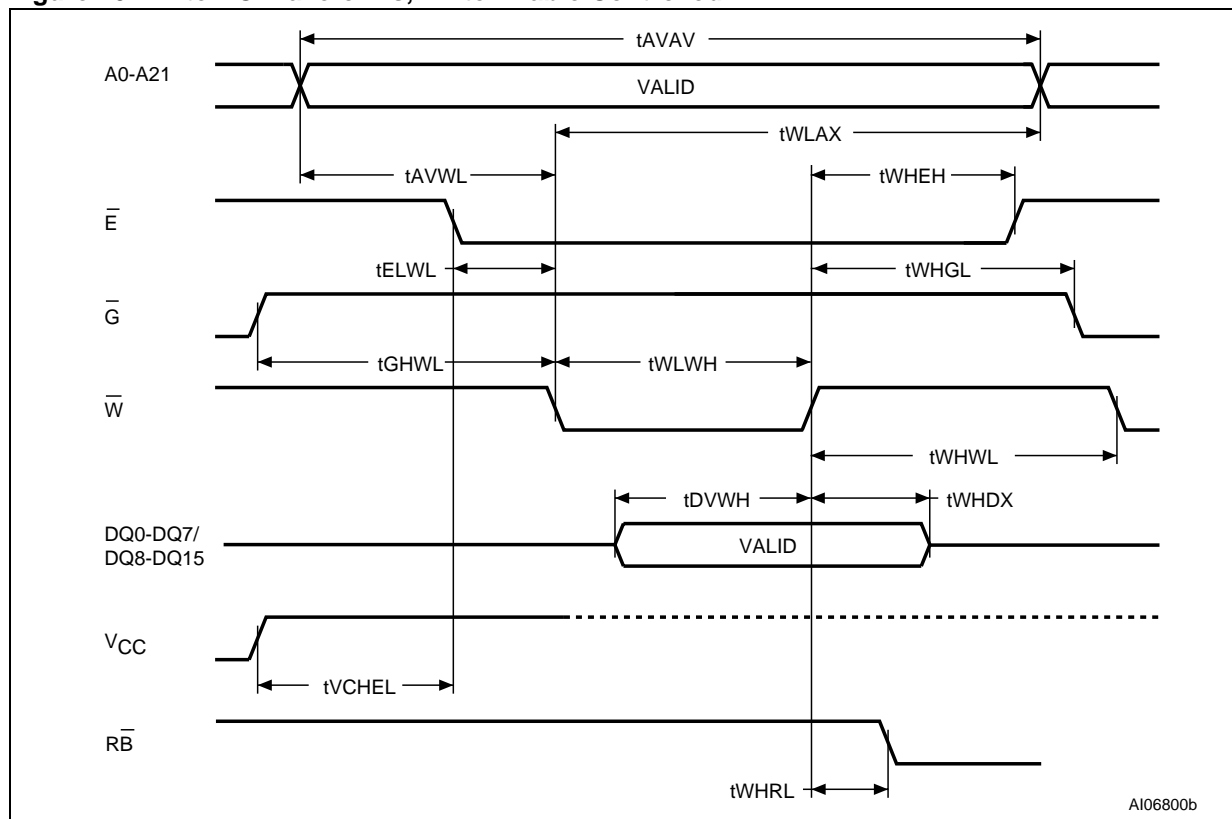 tAVAV
A0-A21
VALID
tWLAX
tAVWL
tWHEH
E̅
tELWL
tWHGL
G̅
tGHWL
tWLWH
W̅
tWHWL
tDVWH
tWHDX
DQ0-DQ7/
DQ8-DQ15
VALID
VCC
tVCHEL
RB̅
tWHRL
AI06800b